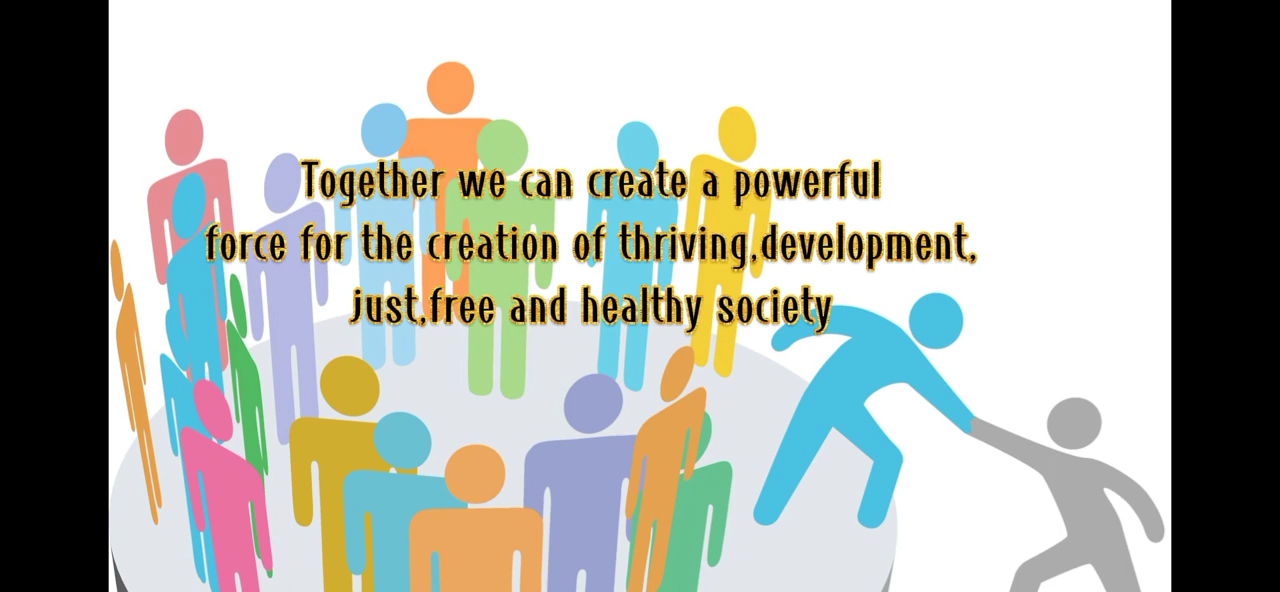 Together we can create a powerful
force for the creation of thriving,development,
just,free and healthy society